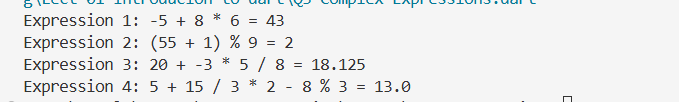 Expression 1: -5 + 8 * 6 = 43
Expression 2: (55 + 1) % 9 = 2
Expression 3: 20 + -3 * 5 / 8 = 18.125
Expression 4: 5 + 15 / 3 * 2 - 8 % 3 = 13.0